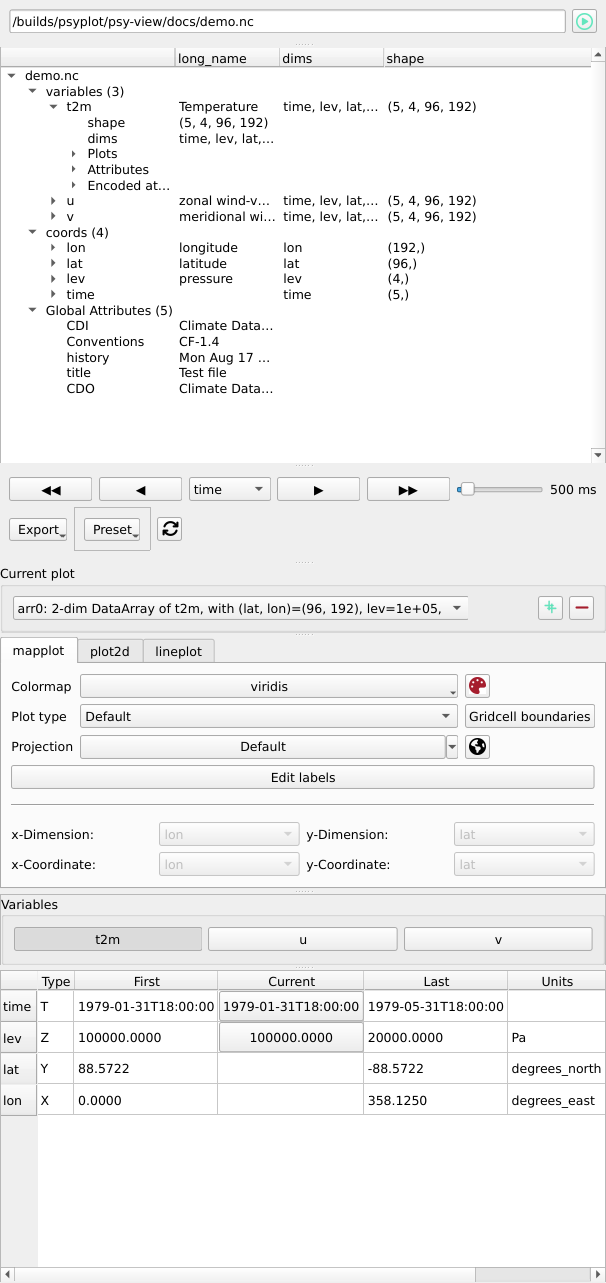 /builds/psyplot/psy-view/docs/demo.nc
long_name dims shape
demo.nc
variables (3)
t2m Temperature time, lev, lat,... (5, 4, 96, 192)
shape (5, 4, 96, 192)
dims time, lev, lat,...
Plots
Attributes
Encoded at...
u zonal wind-v... time, lev, lat,... (5, 4, 96, 192)
v meridional wi... time, lev, lat,... (5, 4, 96, 192)
coords (4)
lon longitude lon (192,)
lat latitude lat (96,)
lev pressure lev (4,)
time time (5,)
Global Attributes (5)
CDI Climate Data...
Conventions CF-1.4
history Mon Aug 17 ...
title Test file
CDO Climate Data...
time 500 ms
Export Preset
Current plot
arr0: 2-dim DataArray of t2m, with (lat, lon)=(96, 192), lev=1e+05,
mapplot plot2d lineplot
Colormap viridis
Plot type Default Gridcell boundaries
Projection Default
Edit labels
x-Dimension: lon y-Dimension: lat
x-Coordinate: lon y-Coordinate: lat
Variables
t2m u v
Type First Current Last Units
time T 1979-01-31T18:00:00 1979-01-31T18:00:00 1979-05-31T18:00:00
lev Z 100000.0000 100000.0000 20000.0000 Pa
lat Y 88.5722 -88.5722 degrees_north
lon X 0.0000 358.1250 degrees_east